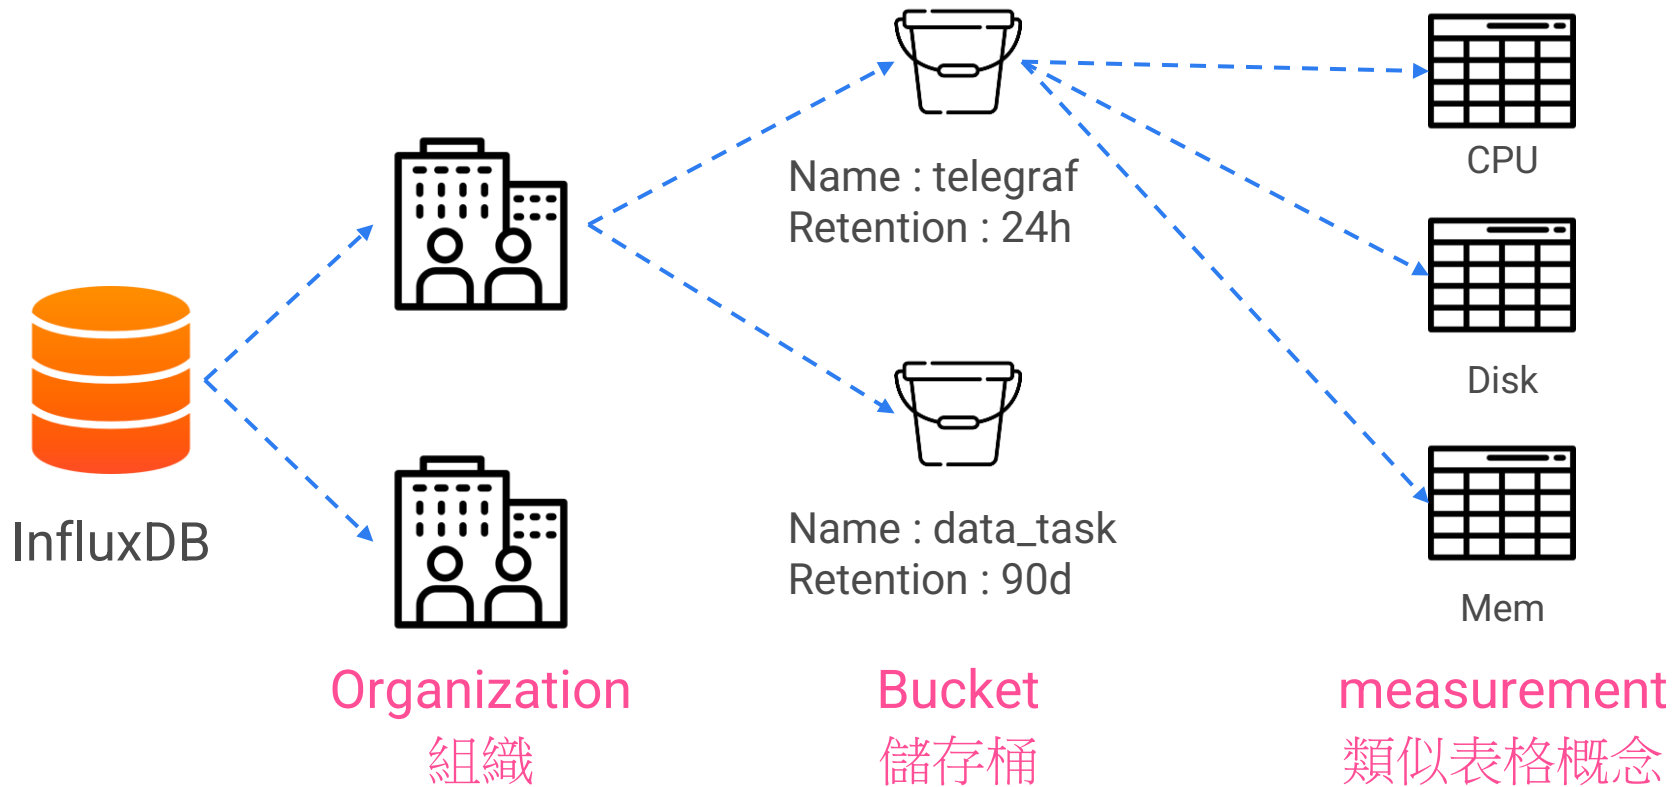 InfluxDB
Name : telegraf
Retention : 24h
Name : data_task
Retention : 90d
CPU
Disk
Mem
Organization
組織
Bucket
儲存桶
measurement
類似表格概念